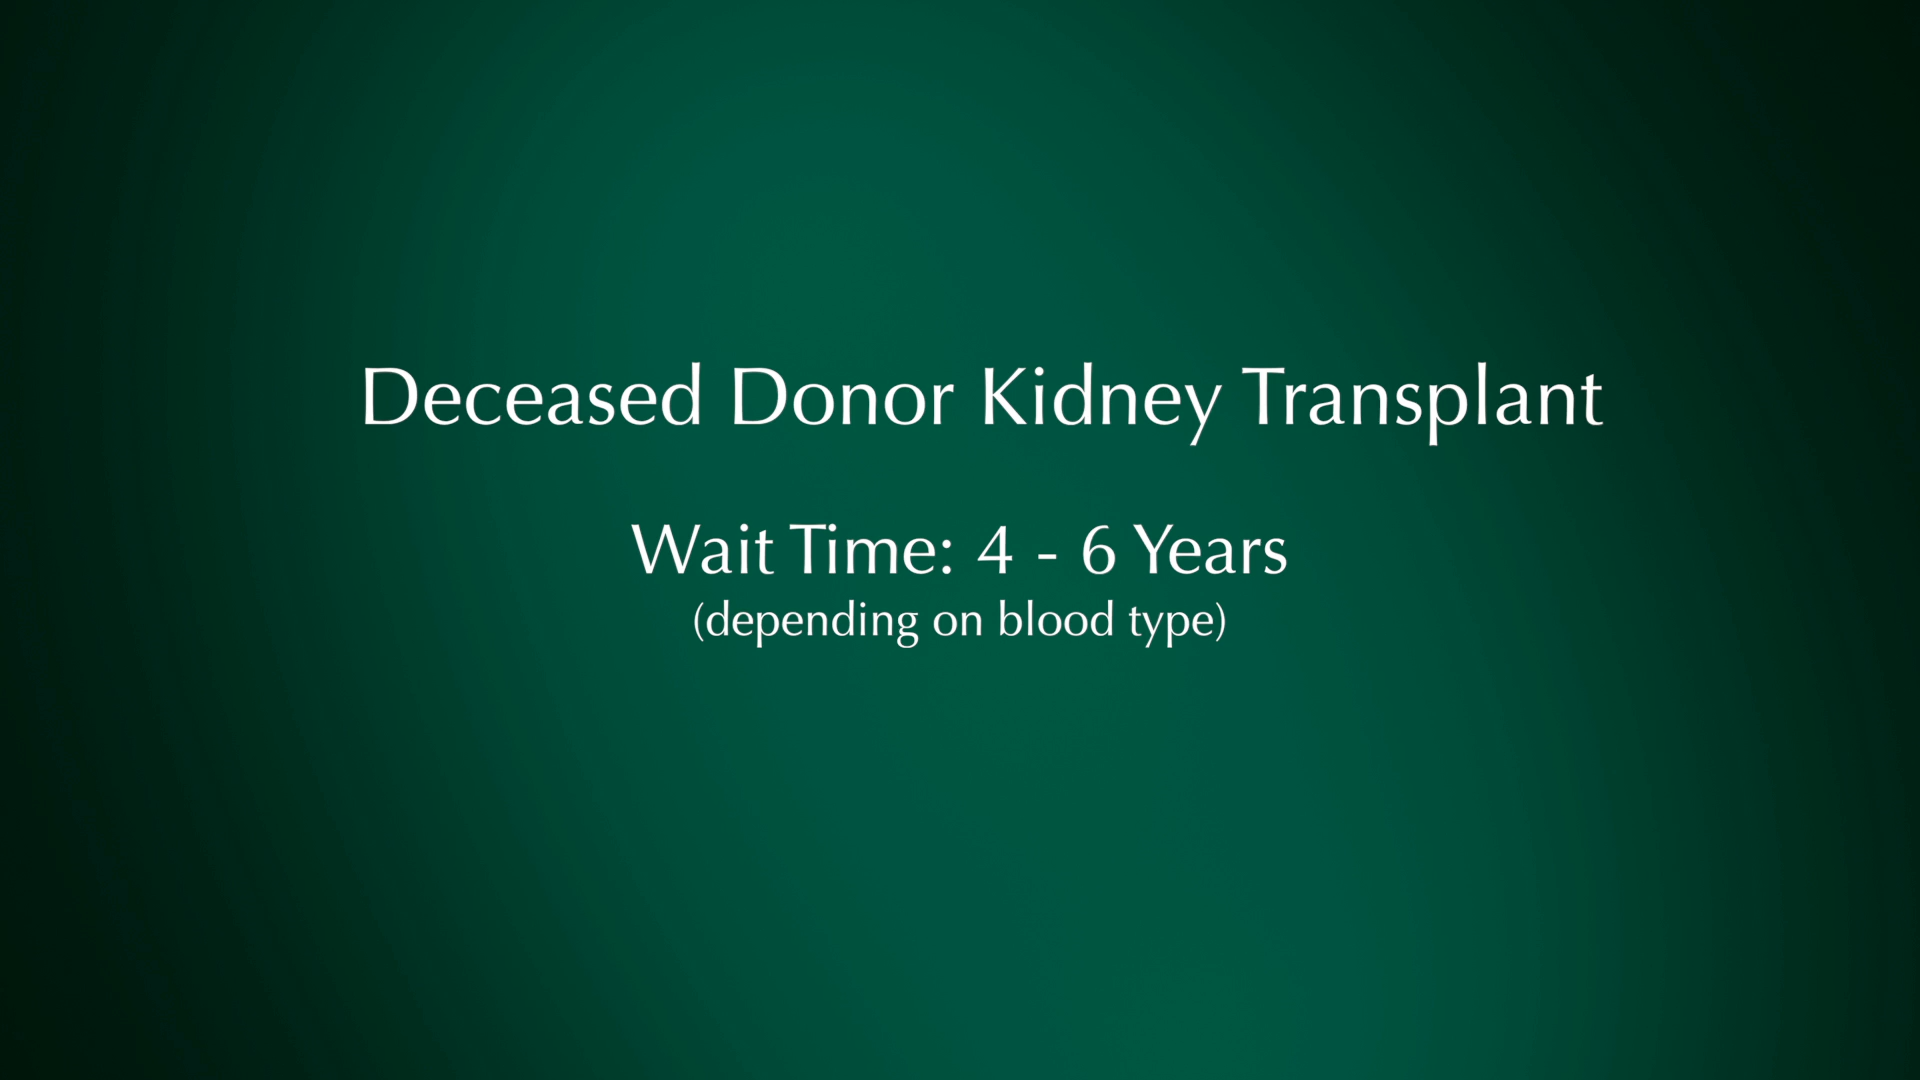 Deceased Donor Kidney Transplant
Wait Time: 4 - 6 Years
(depending on blood type)